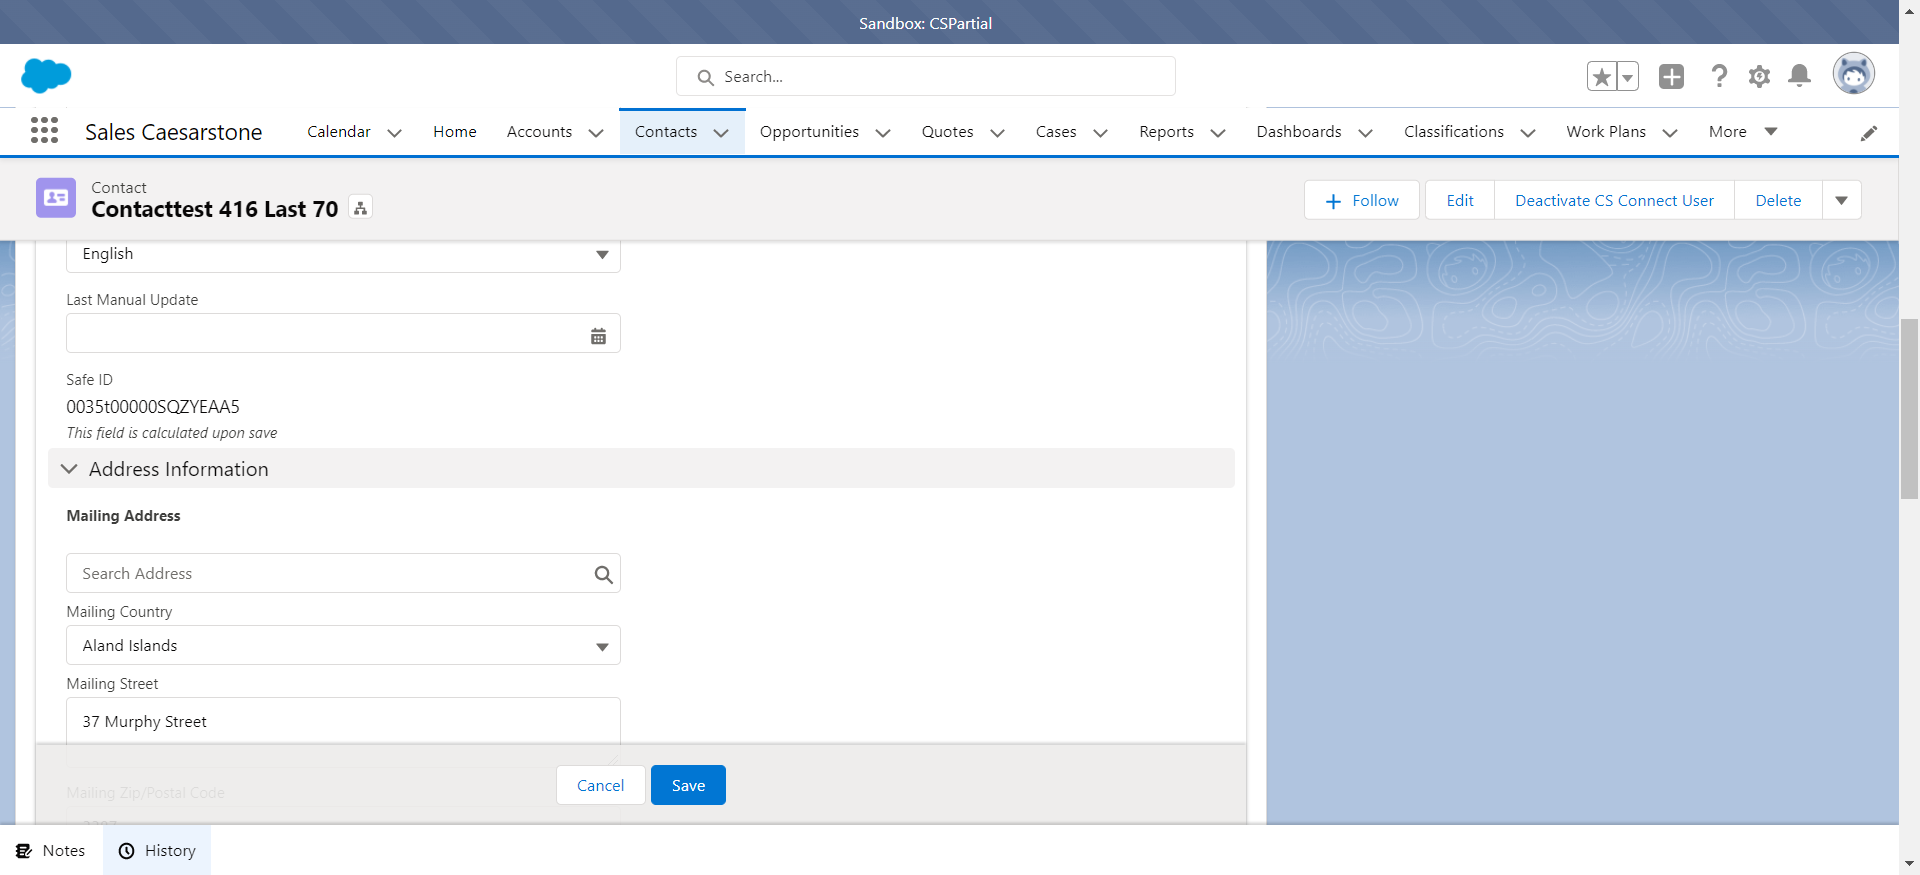 Sandbox: CSPartial
Search...
Sales Caesarstone
Calendar
Home
Accounts
Contacts
Opportunities
Quotes
Cases
Reports
Dashboards
Classifications
Work Plans
More
Contact
Contacttest 416 Last 70
Follow
Edit
Deactivate CS Connect User
Delete
English
Last Manual Update
Safe ID
0035t00000SQZYEAA5
This field is calculated upon save
Address Information
Mailing Address
Search Address
Mailing Country
Aland Islands
Mailing Street
37 Murphy Street
Mailing Zip/Postal Code
Cancel
Save
Notes
History